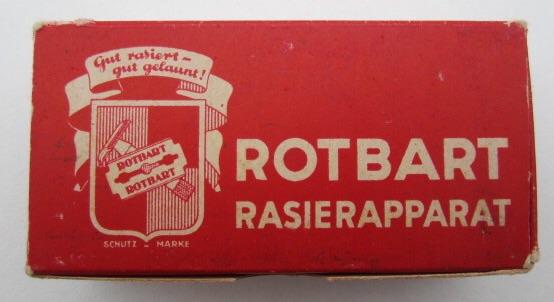 Gut rasiert –
gut gelaunt!
ROTBART
ROTBART
SCHUTZ – MARKE
ROTBART
RASIERAPPARAT